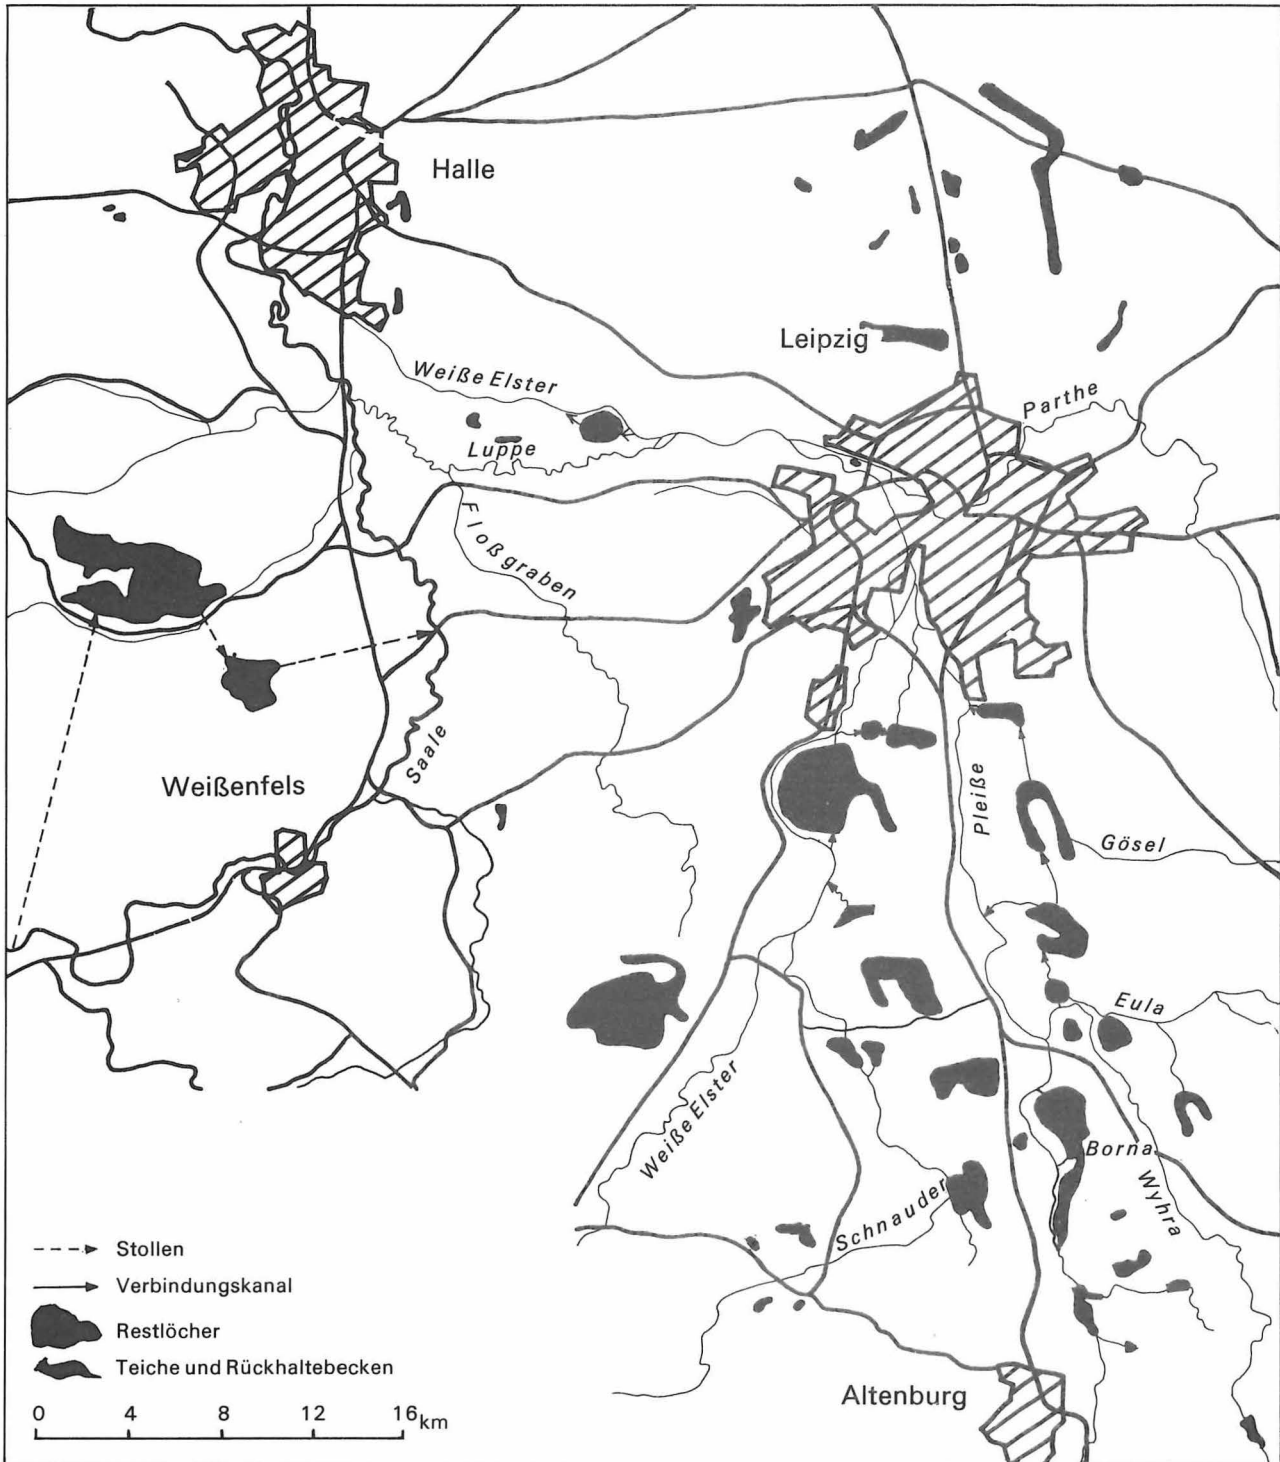 Halle
Leipzig
Weiße Elster
Parthe
Luppe
Floßgraben
Saale
Weißenfels
Pleiße
Gösel
Eula
Weiße Elster
Borna
Wyhra
Schnauder
Stollen
Verbindungskanal
Restlöcher
Teiche und Rückhaltebecken
Altenburg
0 4 8 12 16 km